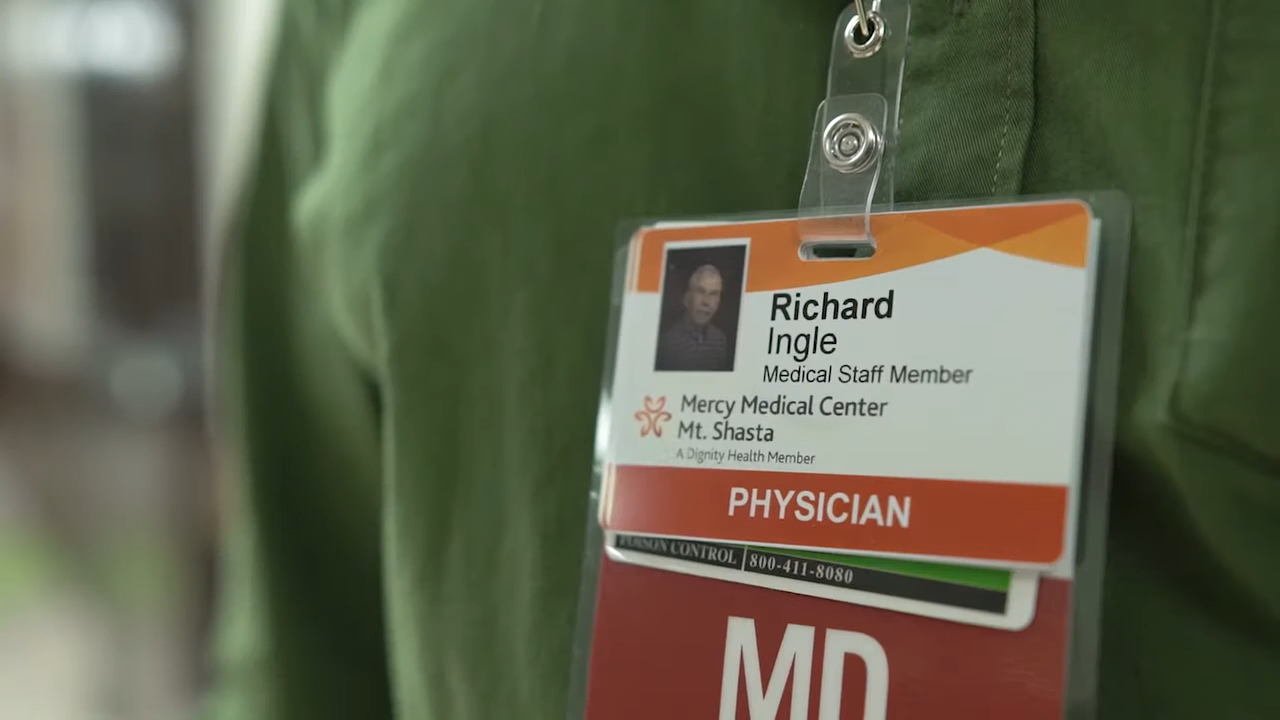 Richard
Ingle
Medical Staff Member
Mercy Medical Center
Mt. Shasta
A Dignity Health Member
PHYSICIAN
POISON CONTROL 800-411-8080
MD